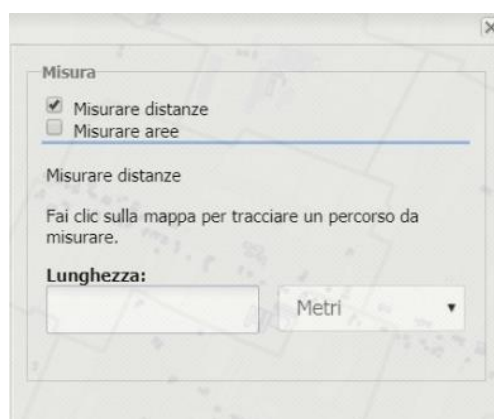 Misura
Misurare distanze
Misurare aree
Misurare distanze
Fai clic sulla mappa per tracciare un percorso da
misurare.
Lunghezza:
Metri